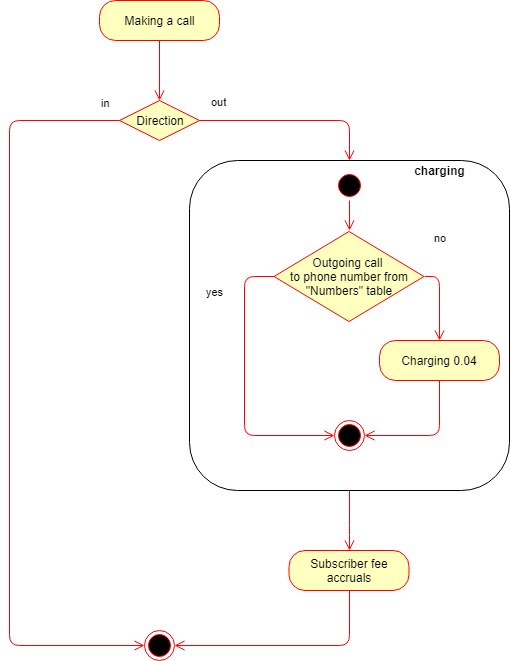 Making a call
in
out
Direction
charging
Outgoing call
to phone number from
"Numbers" table
no
yes
Charging 0.04
Subscriber fee
accruals